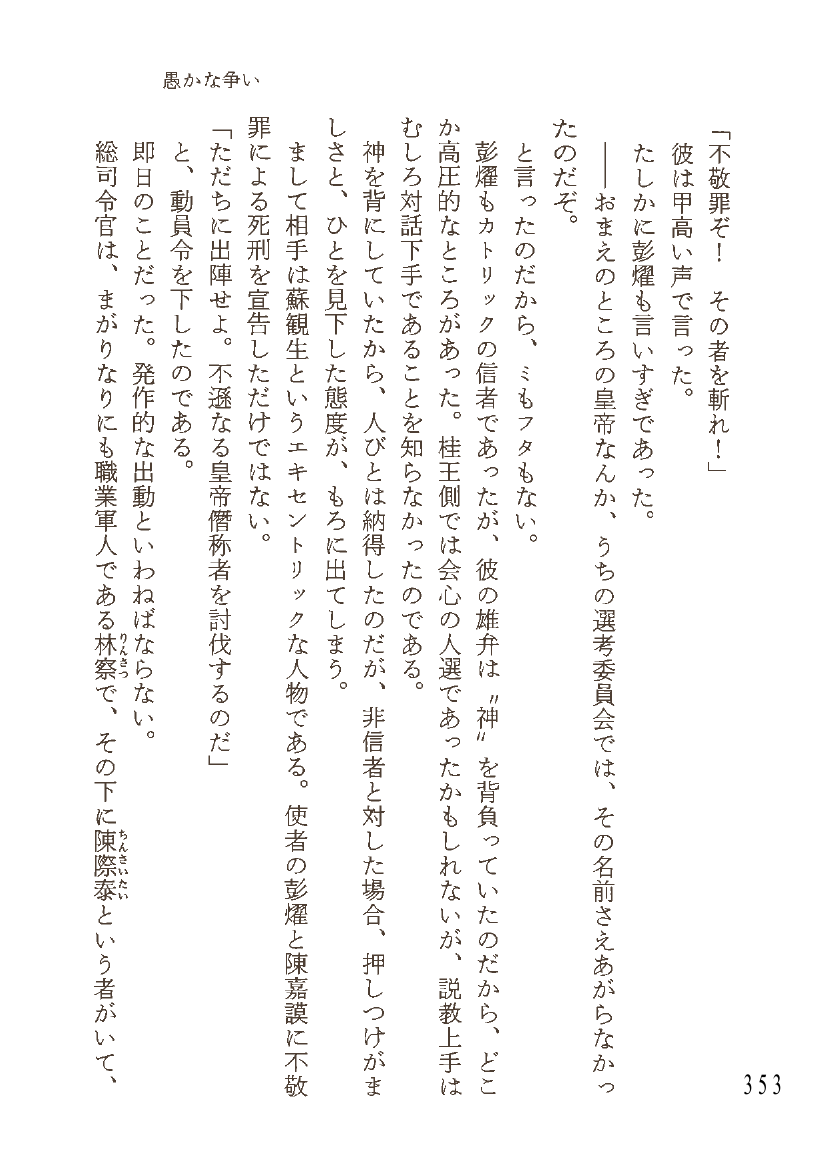 愚かな争い
「不敬罪ぞ！　その者を斬れ！」
彼は甲高い声で言った。
たしかに彭燿も言いすぎであった。
――おまえのところの皇帝なんか、うちの選考委員会では、その名前さえあがらなかっ
たのだぞ。
と言ったのだから、ミもフタもない。
彭燿もカトリックの信者であったが、彼の雄弁は〝神〟を背負っていたのだから、どこ
か高圧的なところがあった。桂王側では会心の人選であったかもしれないが、説教上手は
むしろ対話下手であることを知らなかったのである。
神を背にしていたから、人びとは納得したのだが、非信者と対した場合、押しつけがま
しさと、ひとを見下した態度が、もろに出てしまう。
まして相手は蘇観生というエキセントリックな人物である。使者の彭燿と陳嘉謨に不敬
罪による死刑を宣告しただけではない。
「ただちに出陣せよ。不遜なる皇帝僭称者を討伐するのだ」
と、動員令を下したのである。
即日のことだった。発作的な出動といわねばならない。
総司令官は、まがりなりにも職業軍人である林察りんさつで、その下に陳際泰ちんさいたいという者がいて、
353